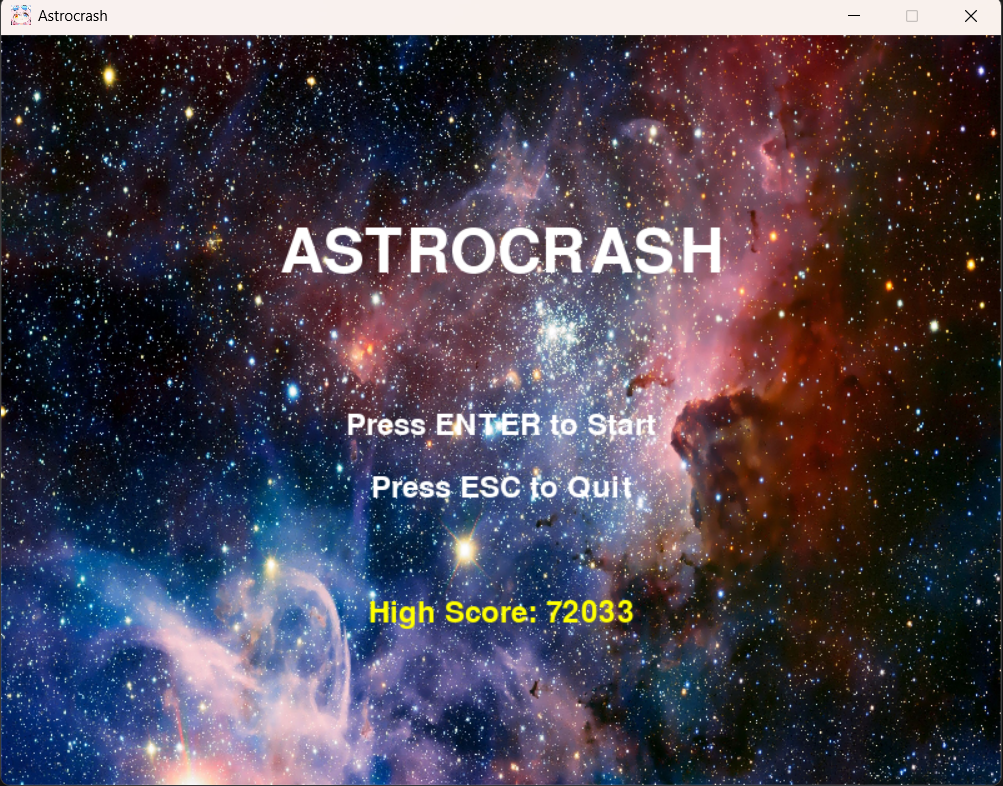 Astrocrash
ASTROCRASH
Press ENTER to Start
Press ESC to Quit
High Score: 72033